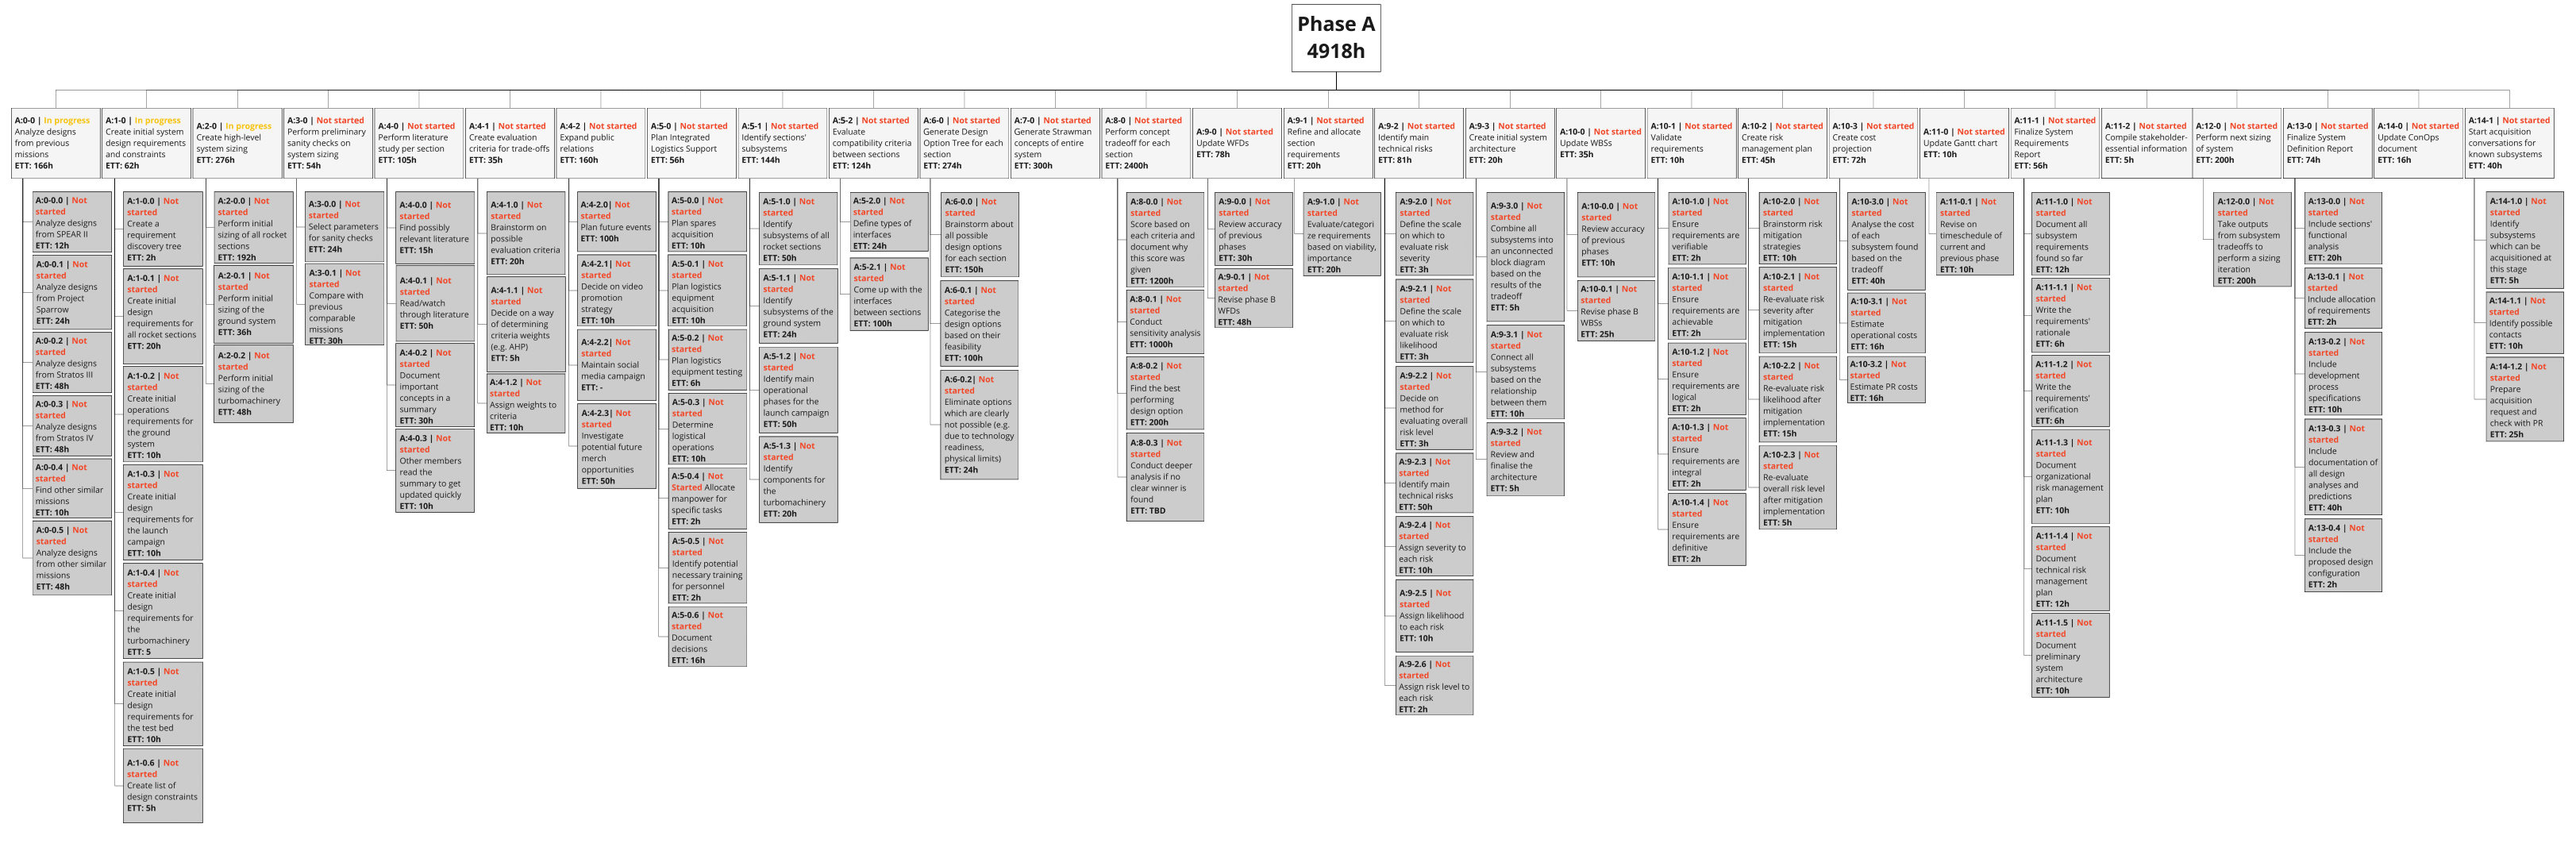 Phase A
4918h
A:0-0 | In progress
Analyze designs
from previous
missions
ETT: 166h
A:1-0 | In progress
Create initial system
design requirements
and constraints
ETT: 62h
A:2-0 | In progress
Create high-level
system sizing
ETT: 276h
A:3-0 | Not started
Perform preliminary
sanity checks on
system sizing
ETT: 54h
A:4-0 | Not started
Perform literature
study per section
ETT: 105h
A:4-1 | Not started
Create evaluation
criteria for trade-offs
ETT: 35h
A:4-2 | Not started
Expand public
relations
ETT: 160h
A:5-0 | Not started
Plan Integrated
Logistics Support
ETT: 56h
A:5-1 | Not started
Identify sections'
subsystems
ETT: 144h
A:5-2 | Not started
Evaluate
compatibility criteria
between sections
ETT: 124h
A:6-0 | Not started
Generate Design
Option Tree for each
section
ETT: 274h
A:7-0 | Not started
Generate Strawman
concepts of entire
system
ETT: 300h
A:8-0 | Not started
Perform concept
tradeoff for each
section
ETT: 2400h
A:9-0 | Not started
Update WFDs
ETT: 78h
A:9-1 | Not started
Refine and allocate
section
requirements
ETT: 20h
A:9-2 | Not started
Identify main
technical risks
ETT: 81h
A:9-3 | Not started
Create initial system
architecture
ETT: 20h
A:10-0 | Not started
Update WBSs
ETT: 35h
A:10-1 | Not started
Validate
requirements
ETT: 10h
A:10-2 | Not started
Create risk
management plan
ETT: 45h
A:10-3 | Not started
Create cost
projection
ETT: 72h
A:11-0 | Not started
Update Gantt chart
ETT: 10h
A:11-1 | Not started
Finalize System
Requirements
Report
ETT: 56h
A:11-2 | Not started
Compile stakeholder-
essential information
ETT: 5h
A:12-0 | Not started
Perform next sizing
of system
ETT: 200h
A:13-0 | Not started
Finalize System
Definition Report
ETT: 74h
A:14-0 | Not started
Update ConOps
document
ETT: 16h
A:14-1 | Not started
Start acquisition
conversations for
known subsystems
ETT: 40h
A:0-0.0 | Not
started
Analyze designs
from SPEAR II
ETT: 12h
A:0-0.1 | Not
started
Analyze designs
from Project
Sparrow
ETT: 24h
A:0-0.2 | Not
started
Analyze designs
from Stratos III
ETT: 48h
A:0-0.3 | Not
started
Analyze designs
from Stratos IV
ETT: 48h
A:0-0.4 | Not
started
Find other similar
missions
ETT: 10h
A:0-0.5 | Not
started
Analyze designs
from other similar
missions
ETT: 48h
A:1-0.0 | Not
started
Create a
requirement
discovery tree
ETT: 2h
A:1-0.1 | Not
started
Create initial
design
requirements for
all rocket sections
ETT: 20h
A:1-0.2 | Not
started
Create initial
operations
requirements for
the ground
system
ETT: 10h
A:1-0.3 | Not
started
Create initial
design
requirements for
the launch
campaign
ETT: 10h
A:1-0.4 | Not
started
Create initial
design
requirements for
the
turbomachinery
ETT: 5
A:1-0.5 | Not
started
Create initial
design
requirements for
the test bed
ETT: 10h
A:1-0.6 | Not
started
Create list of
design constraints
ETT: 5h
A:2-0.0 | Not
started
Perform initial
sizing of all rocket
sections
ETT: 192h
A:2-0.1 | Not
started
Perform initial
sizing of the
ground system
ETT: 36h
A:2-0.2 | Not
started
Perform initial
sizing of the
turbomachinery
ETT: 48h
A:3-0.0 | Not
started
Select parameters
for sanity checks
ETT: 24h
A:3-0.1 | Not
started
Compare with
previous
comparable
missions
ETT: 30h
A:4-0.0 | Not
started
Find possibly
relevant literature
ETT: 15h
A:4-0.1 | Not
started
Read/watch
through literature
ETT: 50h
A:4-0.2 | Not
started
Document
important
concepts in a
summary
ETT: 30h
A:4-0.3 | Not
started
Other members
read the
summary to get
updated quickly
ETT: 10h
A:4-1.0 | Not
started
Brainstorm on
possible
evaluation criteria
ETT: 20h
A:4-1.1 | Not
started
Decide on a way
of determining
criteria weights
(e.g. AHP)
ETT: 5h
A:4-1.2 | Not
started
Assign weights to
criteria
ETT: 10h
A:4-2.0| Not
started
Plan future events
ETT: 100h
A:4-2.1| Not
started
Decide on video
promotion
strategy
ETT: 10h
A:4-2.2| Not
started
Maintain social
media campaign
ETT: -
A:4-2.3| Not
started
Investigate
potential future
merch
opportunities
ETT: 50h
A:5-0.0 | Not
started
Plan spares
acquisition
ETT: 10h
A:5-0.1 | Not
started
Plan logistics
equipment
acquisition
ETT: 10h
A:5-0.2 | Not
started
Plan logistics
equipment testing
ETT: 6h
A:5-0.3 | Not
started
Determine
logistical
operations
ETT: 10h
A:5-0.4 | Not
Started Allocate
manpower for
specific tasks
ETT: 2h
A:5-0.5 | Not
started
Identify potential
necessary training
for personnel
ETT: 2h
A:5-0.6 | Not
started
Document
decisions
ETT: 16h
A:5-1.0 | Not
started
Identify
subsystems of all
rocket sections
ETT: 50h
A:5-1.1 | Not
started
Identify
subsystems of the
ground system
ETT: 24h
A:5-1.2 | Not
started
Identify main
operational
phases for the
launch campaign
ETT: 50h
A:5-1.3 | Not
started
Identify
components for
the
turbomachinery
ETT: 20h
A:5-2.0 | Not
started
Define types of
interfaces
ETT: 24h
A:5-2.1 | Not
started
Come up with the
interfaces
between sections
ETT: 100h
A:6-0.0 | Not
started
Brainstorm about
all possible
design options
for each section
ETT: 150h
A:6-0.1 | Not
started
Categorise the
design options
based on their
feasibility
ETT: 100h
A:6-0.2| Not
started
Eliminate options
which are clearly
not possible (e.g.
due to technology
readiness,
physical limits)
ETT: 24h
A:8-0.0 | Not
started
Score based on
each criteria and
document why
this score was
given
ETT: 1200h
A:8-0.1 | Not
started
Conduct
sensitivity analysis
ETT: 1000h
A:8-0.2 | Not
started
Find the best
performing
design option
ETT: 200h
A:8-0.3 | Not
started
Conduct deeper
analysis if no
clear winner is
found
ETT: TBD
A:9-0.0 | Not
started
Review accuracy
of previous
phases
ETT: 30h
A:9-0.1 | Not
started
Revise phase B
WFDs
ETT: 48h
A:9-1.0 | Not
started
Evaluate/categori
ze requirements
based on viability,
importance
ETT: 20h
A:9-2.0 | Not
started
Define the scale
on which to
evaluate risk
severity
ETT: 3h
A:9-2.1 | Not
started
Define the scale
on which to
evaluate risk
likelihood
ETT: 3h
A:9-2.2 | Not
started
Decide on
method for
evaluating overall
risk level
ETT: 3h
A:9-2.3 | Not
started
Identify main
technical risks
ETT: 50h
A:9-2.4 | Not
started
Assign severity to
each risk
ETT: 10h
A:9-2.5 | Not
started
Assign likelihood
to each risk
ETT: 10h
A:9-2.6 | Not
started
Assign risk level to
each risk
ETT: 2h
A:9-3.0 | Not
started
Combine all
subsystems into
an unconnected
block diagram
based on the
results of the
tradeoff
ETT: 5h
A:9-3.1 | Not
started
Connect all
subsystems
based on the
relationship
between them
ETT: 10h
A:9-3.2 | Not
started
Review and
finalise the
architecture
ETT: 5h
A:10-0.0 | Not
started
Review accuracy
of previous
phases
ETT: 10h
A:10-0.1 | Not
started
Revise phase B
WBSs
ETT: 25h
A:10-1.0 | Not
started
Ensure
requirements are
verifiable
ETT: 2h
A:10-1.1 | Not
started
Ensure
requirements are
achievable
ETT: 2h
A:10-1.2 | Not
started
Ensure
requirements are
logical
ETT: 2h
A:10-1.3 | Not
started
Ensure
requirements are
integral
ETT: 2h
A:10-1.4 | Not
started
Ensure
requirements are
definitive
ETT: 2h
A:10-2.0 | Not
started
Brainstorm risk
mitigation
strategies
ETT: 10h
A:10-2.1 | Not
started
Re-evaluate risk
severity after
mitigation
implementation
ETT: 15h
A:10-2.2 | Not
started
Re-evaluate risk
likelihood after
mitigation
implementation
ETT: 15h
A:10-2.3 | Not
started
Re-evaluate
overall risk level
after mitigation
implementation
ETT: 5h
A:10-3.0 | Not
started
Analyse the cost
of each
subsystem found
based on the
tradeoff
ETT: 40h
A:10-3.1 | Not
started
Estimate
operational costs
ETT: 16h
A:10-3.2 | Not
started
Estimate PR costs
ETT: 16h
A:11-0.1 | Not
started
Revise on
timeschedule of
current and
previous phase
ETT: 10h
A:11-1.0 | Not
started
Document all
subsystem
requirements
found so far
ETT: 12h
A:11-1.1 | Not
started
Write the
requirements'
rationale
ETT: 6h
A:11-1.2 | Not
started
Write the
requirements'
verification
ETT: 6h
A:11-1.3 | Not
started
Document
organizational
risk management
plan
ETT: 10h
A:11-1.4 | Not
started
Document
technical risk
management
plan
ETT: 12h
A:11-1.5 | Not
started
Document
preliminary
system
architecture
ETT: 10h
A:12-0.0 | Not
started
Take outputs
from subsystem
tradeoffs to
perform a sizing
iteration
ETT: 200h
A:13-0.0 | Not
started
Include sections'
functional
analysis
ETT: 20h
A:13-0.1 | Not
started
Include allocation
of requirements
ETT: 2h
A:13-0.2 | Not
started
Include
development
process
specifications
ETT: 10h
A:13-0.3 | Not
started
Include
documentation of
all design
analyses and
predictions
ETT: 40h
A:13-0.4 | Not
started
Include the
proposed design
configuration
ETT: 2h
A:14-1.0 | Not
started
Identify
subsystems
which can be
acquisitioned at
this stage
ETT: 5h
A:14-1.1 | Not
started
Identify possible
contacts
ETT: 10h
A:14-1.2 | Not
started
Prepare
acquisition
request and
check with PR
ETT: 25h